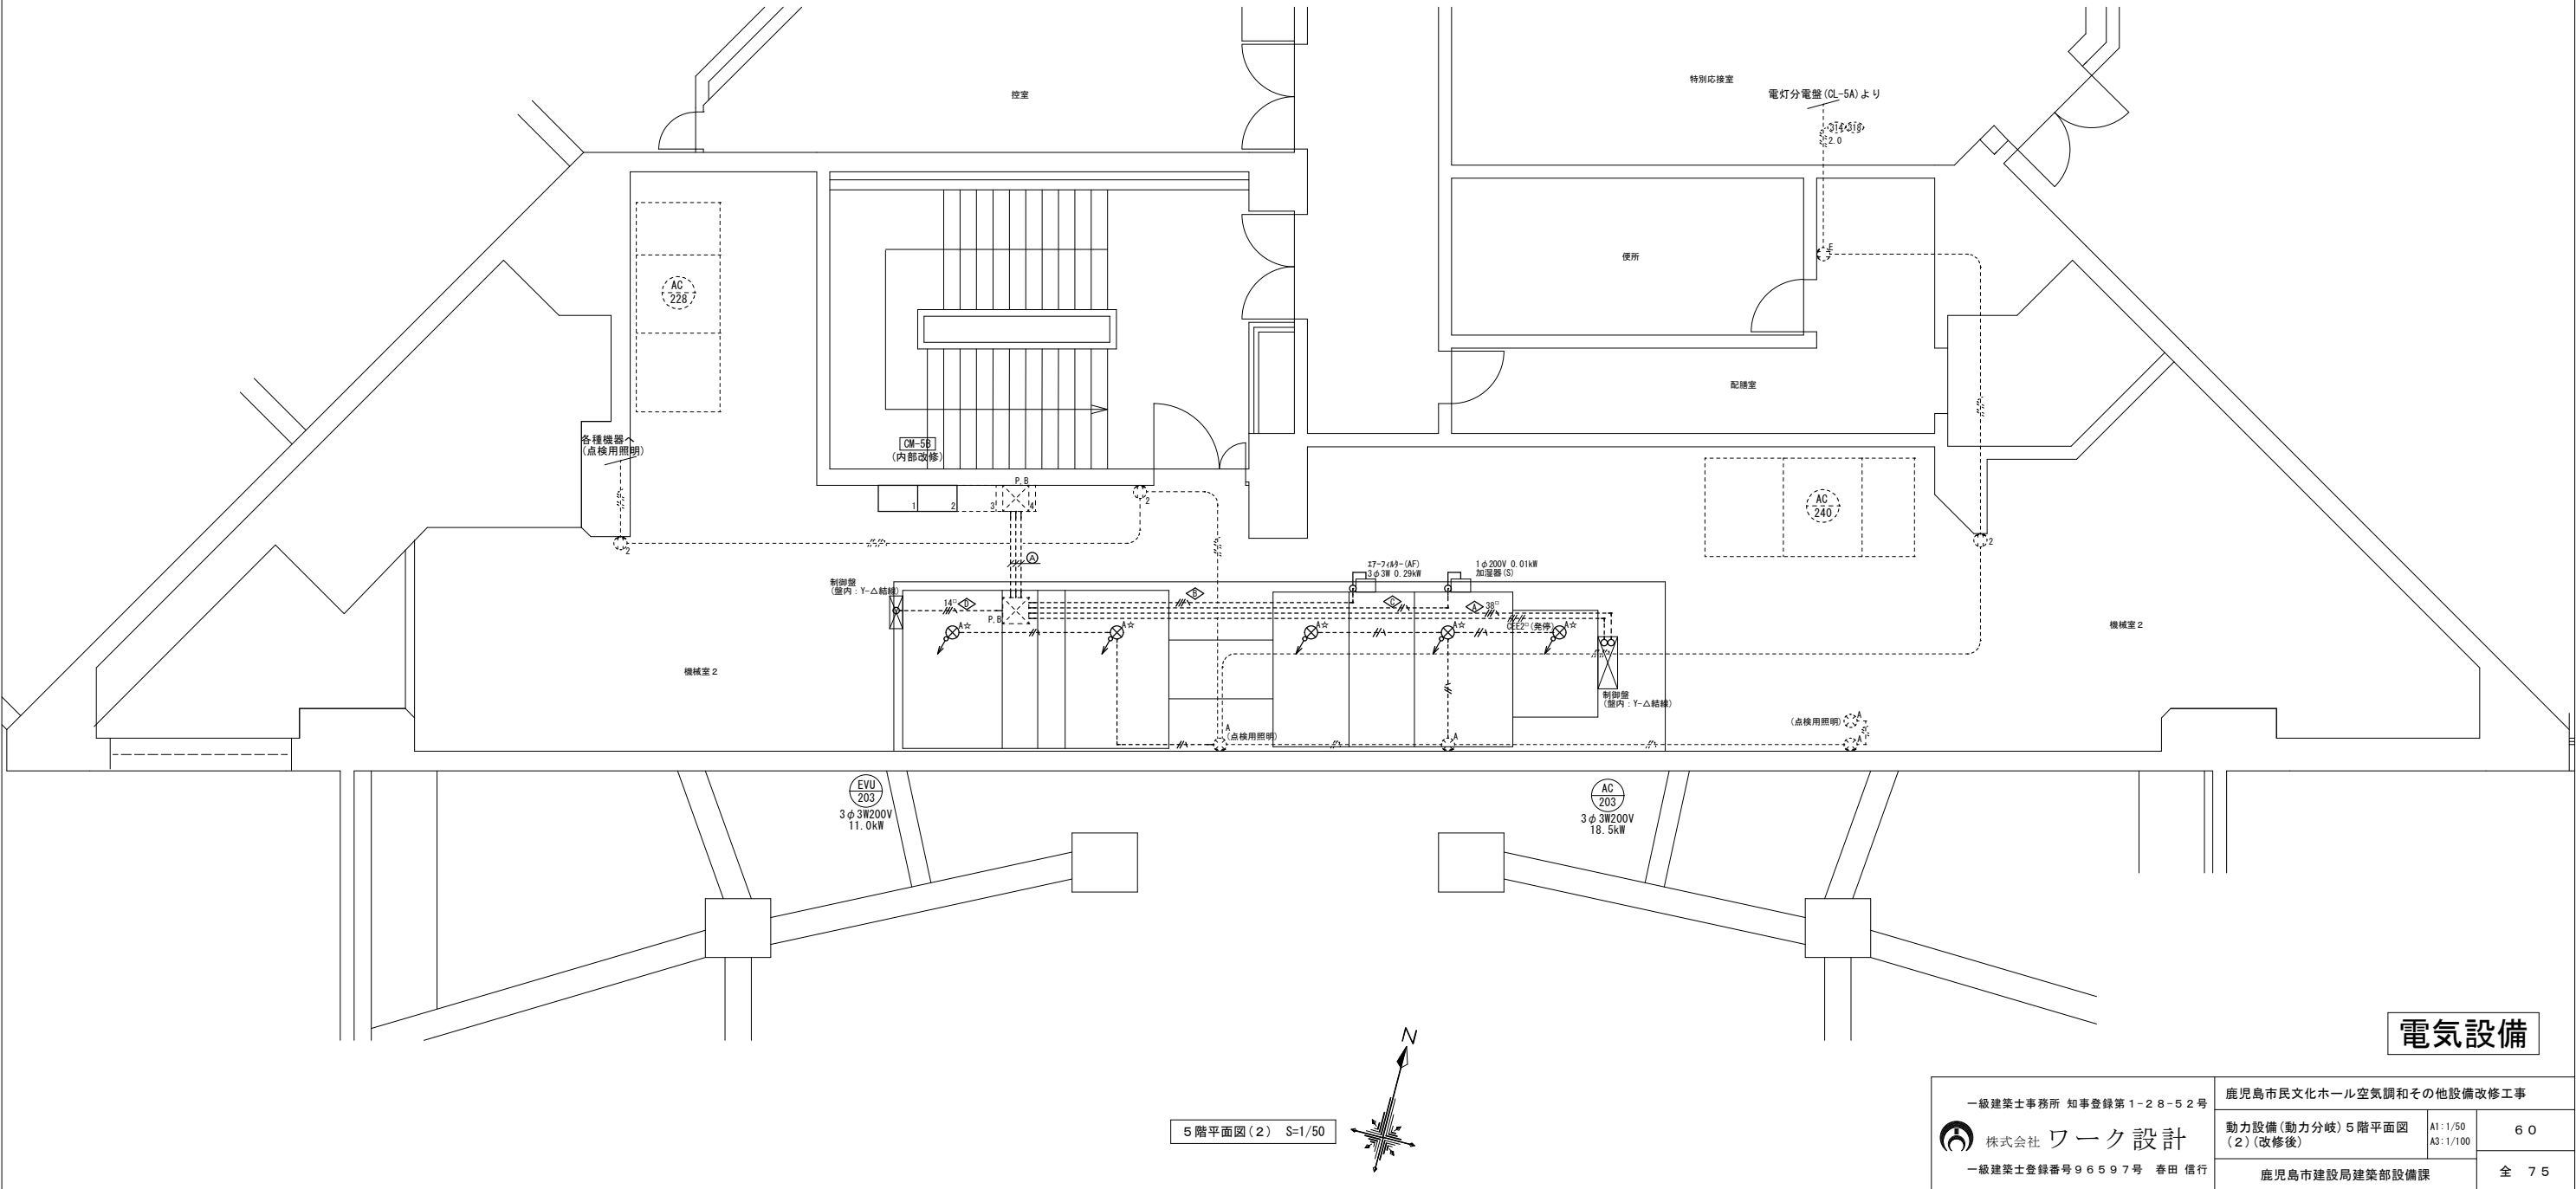 控室
特別応接室
電灯分電盤(CL-5A)より
314 316
2.0
E
便所
AC
228
配膳室
各種機器へ
(点検用照明)
CM-5B
(内部改修)
P.B
1
2
3
4
2
AC
240
2
2
A
制御盤
(盤内：Y-△結線)
14□
D
P.B
B
ｴｱｰﾌｨﾙﾀｰ(AF)
3φ3W 0.29kW
1φ200V 0.01kW
加湿器(S)
C
A
38□
CEE2□(発停)
A☆
A☆
A☆
A☆
A☆
機械室２
機械室２
制御盤
(盤内：Y-△結線)
A
(点検用照明)
A
(点検用照明)
A
A
EVU
203
3φ3W200V
11.0kW
AC
203
3φ3W200V
18.5kW
N
５階平面図(２) S=1/50
電気設備
一級建築士事務所 知事登録第１-２８-５２号
株式会社 ワーク設計
一級建築士登録番号９６５９７号 春田 信行
鹿児島市民文化ホール空気調和その他設備改修工事
動力設備(動力分岐)５階平面図
(２)(改修後)
A1:1/50
A3:1/100
６０
鹿児島市建設局建築部設備課
全 ７５